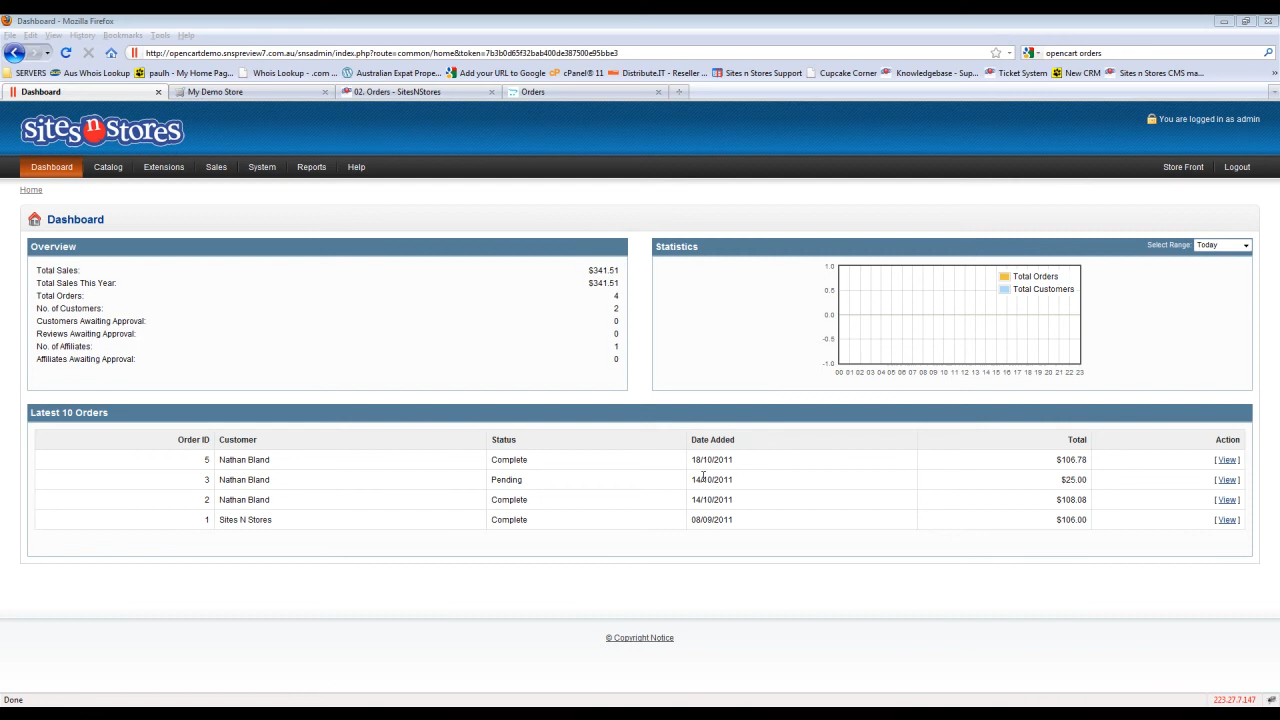 Dashboard - Mozilla Firefox
File Edit View History Bookmarks Tools Help
http://opencartdemo.snspreview7.com.au/snsadmin/index.php?route=common/home&token=7b3b0d65f32bab400de387500e95bbe3
opencart orders
SERVERS Aus Whois Lookup paulh - My Home Pag... Whois Lookup - .com ... Australian Expat Prope... Add your URL to Google cPanel® 11 Distribute.IT - Reseller ... Sites n Stores Support Cupcake Corner Knowledgebase - Sup... Ticket System New CRM Sites n Stores CMS ma...
Dashboard My Demo Store 02. Orders - SitesNStores Orders
sites n stores
You are logged in as admin
Dashboard Catalog Extensions Sales System Reports Help Store Front Logout
Home
Dashboard
Overview
Total Sales: $341.51
Total Sales This Year: $341.51
Total Orders: 4
No. of Customers: 2
Customers Awaiting Approval: 0
Reviews Awaiting Approval: 0
No. of Affiliates: 1
Affiliates Awaiting Approval: 0
Statistics Select Range: Today
1.0
0.5
0.0
-0.5
-1.0
Total Orders
Total Customers
00 01 02 03 04 05 06 07 08 09 10 11 12 13 14 15 16 17 18 19 20 21 22 23
Latest 10 Orders
Order ID Customer Status Date Added Total Action
5 Nathan Bland Complete 18/10/2011 $106.78 [ View ]
3 Nathan Bland Pending 14/10/2011 $25.00 [ View ]
2 Nathan Bland Complete 14/10/2011 $108.08 [ View ]
1 Sites N Stores Complete 08/09/2011 $106.00 [ View ]
© Copyright Notice
Done 223.27.7.147